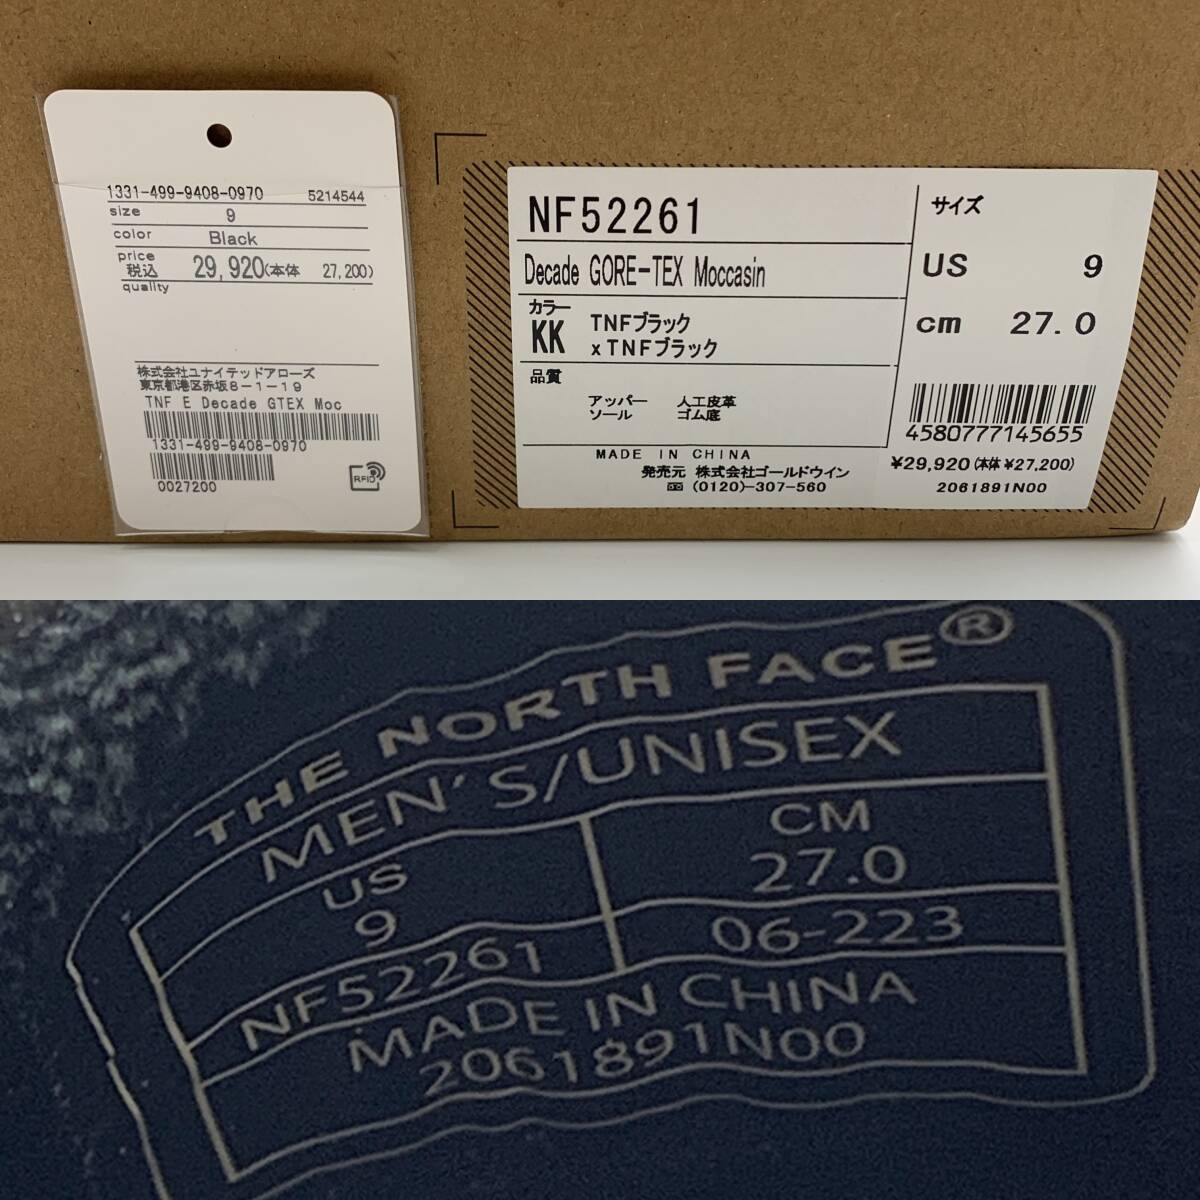 1331-499-9408-0970 5214544
size 9
color Black
price
税込 29,920(本体 27,200)
quality
株式会社ユナイテッドアローズ
東京都港区赤坂8-1-19
TNF E Decade GTEX Moc
1331-499-9408-0970
0027200
RFID
NF52261
Decade GORE-TEX Moccasin
カラー
KK TNFブラック
xTNFブラック
品質
アッパー 人工皮革
ソール ゴム底
MADE IN CHINA
発売元 株式会社ゴールドウイン
(0120)-307-560
サイズ
US 9
cm 27.0
4580777145655
¥29,920(本体 ¥27,200)
2061891N00
THE NORTH FACE®
MEN'S/UNISEX
US
9
CM
27.0
NF52261
06-223
MADE IN CHINA
2061891N00